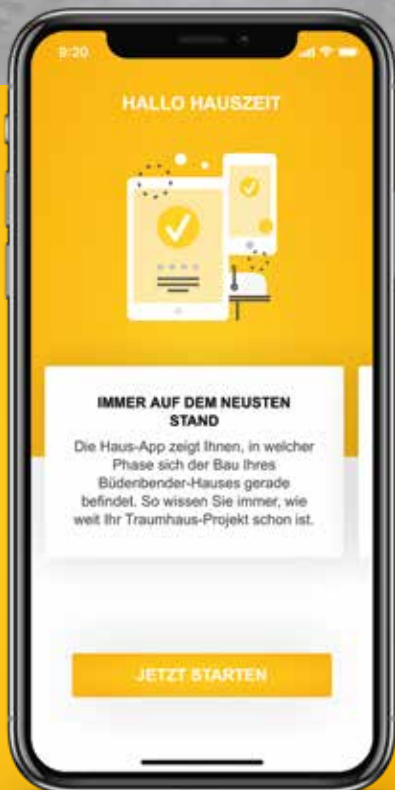 9:20
HALLO HAUSZEIT
IMMER AUF DEM NEUSTEN
STAND
Die Haus-App zeigt Ihnen, in welcher
Phase sich der Bau Ihres
Büdenbender-Hauses gerade
befindet. So wissen Sie immer, wie
weit Ihr Traumhaus-Projekt schon ist.
JETZT STARTEN